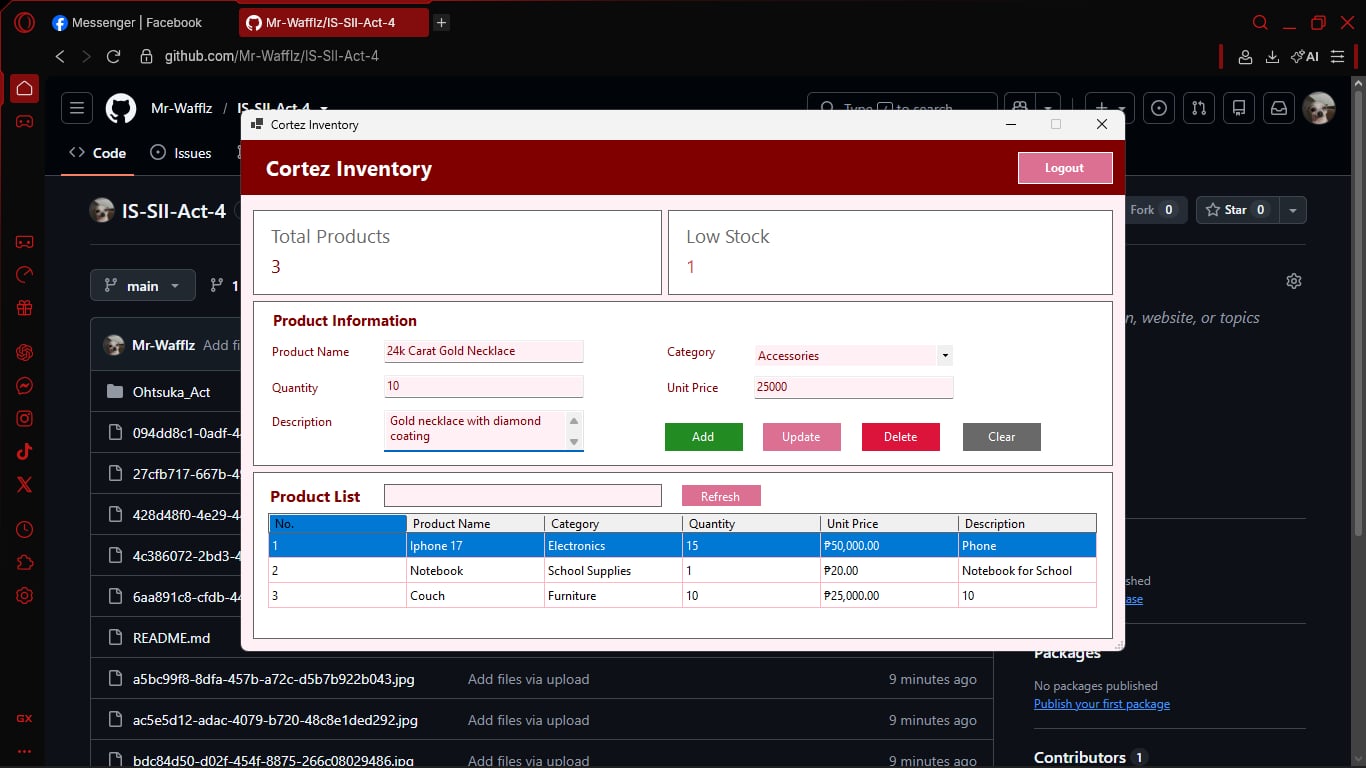 Messenger | Facebook
Mr-Wafflz/IS-SII-Act-4
github.com/Mr-Wafflz/IS-SII-Act-4
AI
Mr-Wafflz / IS-SII-Act-4
Type / to search
Code
Issues
IS-SII-Act-4
Fork 0
Star 0
main
1
n, website, or topics
Mr-Wafflz Add fi
Ohtsuka_Act
094dd8c1-0adf-4
27cfb717-667b-4
428d48f0-4e29-4
4c386072-2bd3-4
6aa891c8-cfdb-44
README.md
a5bc99f8-8dfa-457b-a72c-d5b7b922b043.jpg Add files via upload 9 minutes ago
ac5e5d12-adac-4079-b720-48c8e1ded292.jpg Add files via upload 9 minutes ago
bdc84d50-d02f-454f-8875-266c08029486.jpg Add files via upload 9 minutes ago
shed
ase
Packages
No packages published
Publish your first package
Contributors 1
GX
Cortez Inventory
Cortez Inventory
Logout
Total Products
3
Low Stock
1
Product Information
Product Name 24k Carat Gold Necklace
Category Accessories
Quantity 10
Unit Price 25000
Description Gold necklace with diamond
coating
Add Update Delete Clear
Product List
Refresh
No. Product Name Category Quantity Unit Price Description
1 Iphone 17 Electronics 15 ₱50,000.00 Phone
2 Notebook School Supplies 1 ₱20.00 Notebook for School
3 Couch Furniture 10 ₱25,000.00 10